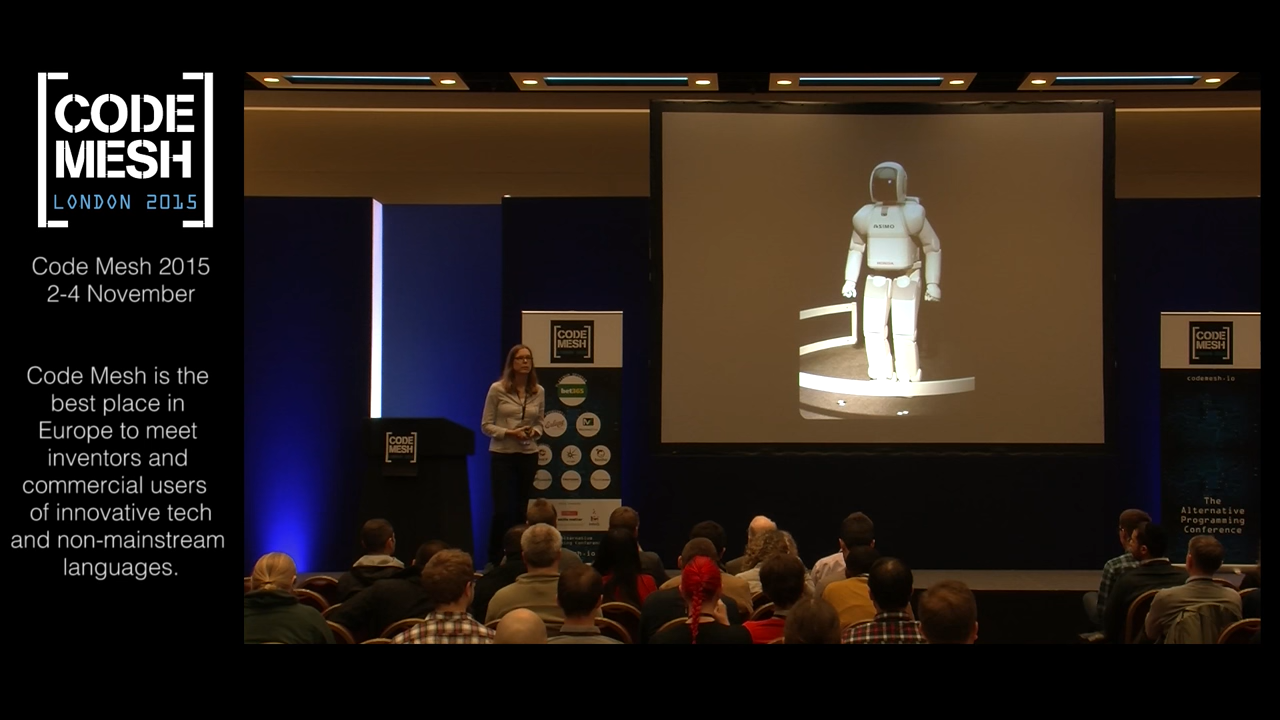 CODE
MESH
LONDON 2015
Code Mesh 2015
2-4 November
Code Mesh is the
best place in
Europe to meet
inventors and
commercial users
of innovative tech
and non-mainstream
languages.
ASIMO
CODE
MESH
bet365
CODE
MESH
CODE
MESH
codemesh.io
The
Alternative
Programming
Conference